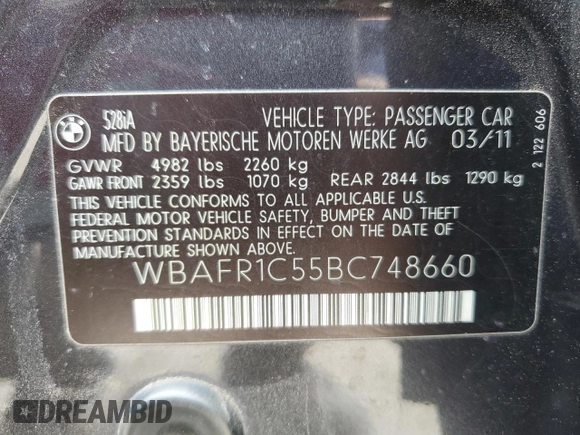 BMW
528iA
VEHICLE TYPE: PASSENGER CAR
MFD BY BAYERISCHE MOTOREN WERKE AG 03/11
GVWR 4982 lbs 2260 kg
GAWR FRONT 2359 lbs 1070 kg REAR 2844 lbs 1290 kg
THIS VEHICLE CONFORMS TO ALL APPLICABLE U.S.
FEDERAL MOTOR VEHICLE SAFETY, BUMPER AND THEFT
PREVENTION STANDARDS IN EFFECT ON THE DATE OF
MANUFACTURE SHOWN ABOVE.
WBAFR1C55BC748660
2 122 606
DREAMBID